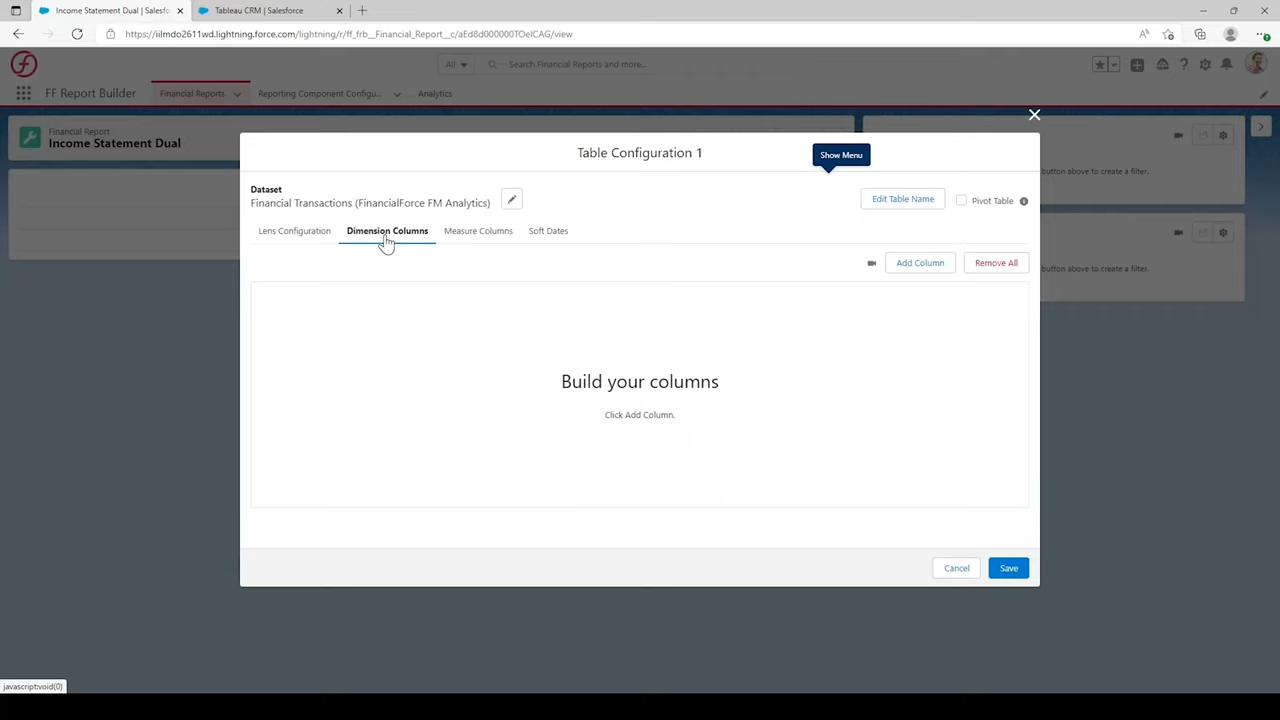 Income Statement Dual | Salesfo
Tableau CRM | Salesforce
https://iilmdo2611wd.lightning.force.com/lightning/r/ff_frb__Financial_Report__c/aEd8d000000TOelCAG/view
All
Search Financial Reports and more...
FF Report Builder
Financial Reports
Reporting Component Configu...
Analytics
Financial Report
Income Statement Dual
Table Configuration 1
Show Menu
Dataset
Financial Transactions (FinancialForce FM Analytics)
Edit Table Name
Pivot Table
button above to create a filter.
Lens Configuration
Dimension Columns
Measure Columns
Soft Dates
Add Column
Remove All
button above to create a filter.
Build your columns
Click Add Column.
Cancel
Save
javascript:void(0)